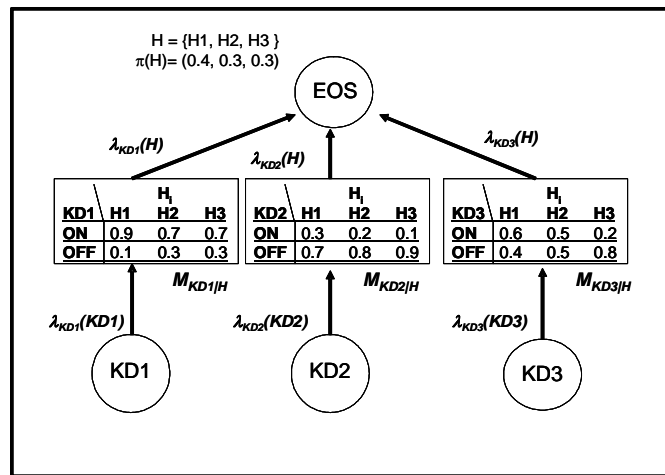 H = {H1, H2, H3 }
π(H)= (0.4, 0.3, 0.3)
EOS
λKD1(H)
λKD2(H)
λKD3(H)
Hi
KD1 H1 H2 H3
ON 0.9 0.7 0.7
OFF 0.1 0.3 0.3
Hi
KD2 H1 H2 H3
ON 0.3 0.2 0.1
OFF 0.7 0.8 0.9
Hi
KD3 H1 H2 H3
ON 0.6 0.5 0.2
OFF 0.4 0.5 0.8
MKD1|H
MKD2|H
MKD3|H
λKD1(KD1)
λKD2(KD2)
λKD3(KD3)
KD1
KD2
KD3